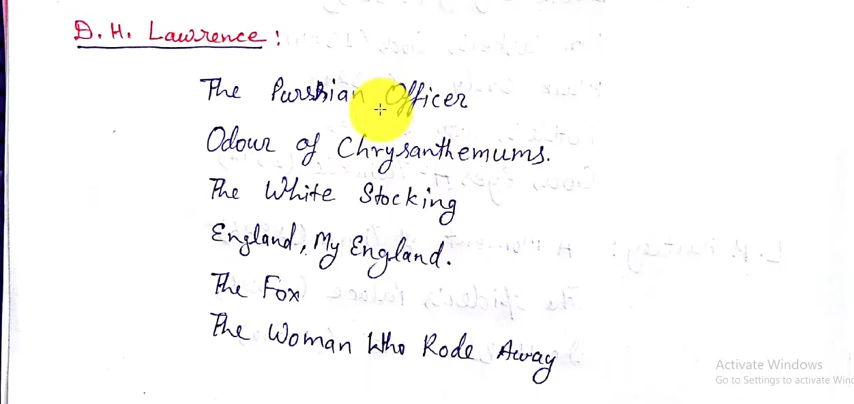 D. H. Lawrence :
The Purshian Officer
Odour of Chrysanthemums.
The White Stocking
England, My England.
The Fox
The Woman Who Rode Away
Activate Windows
Go to Settings to activate Wind